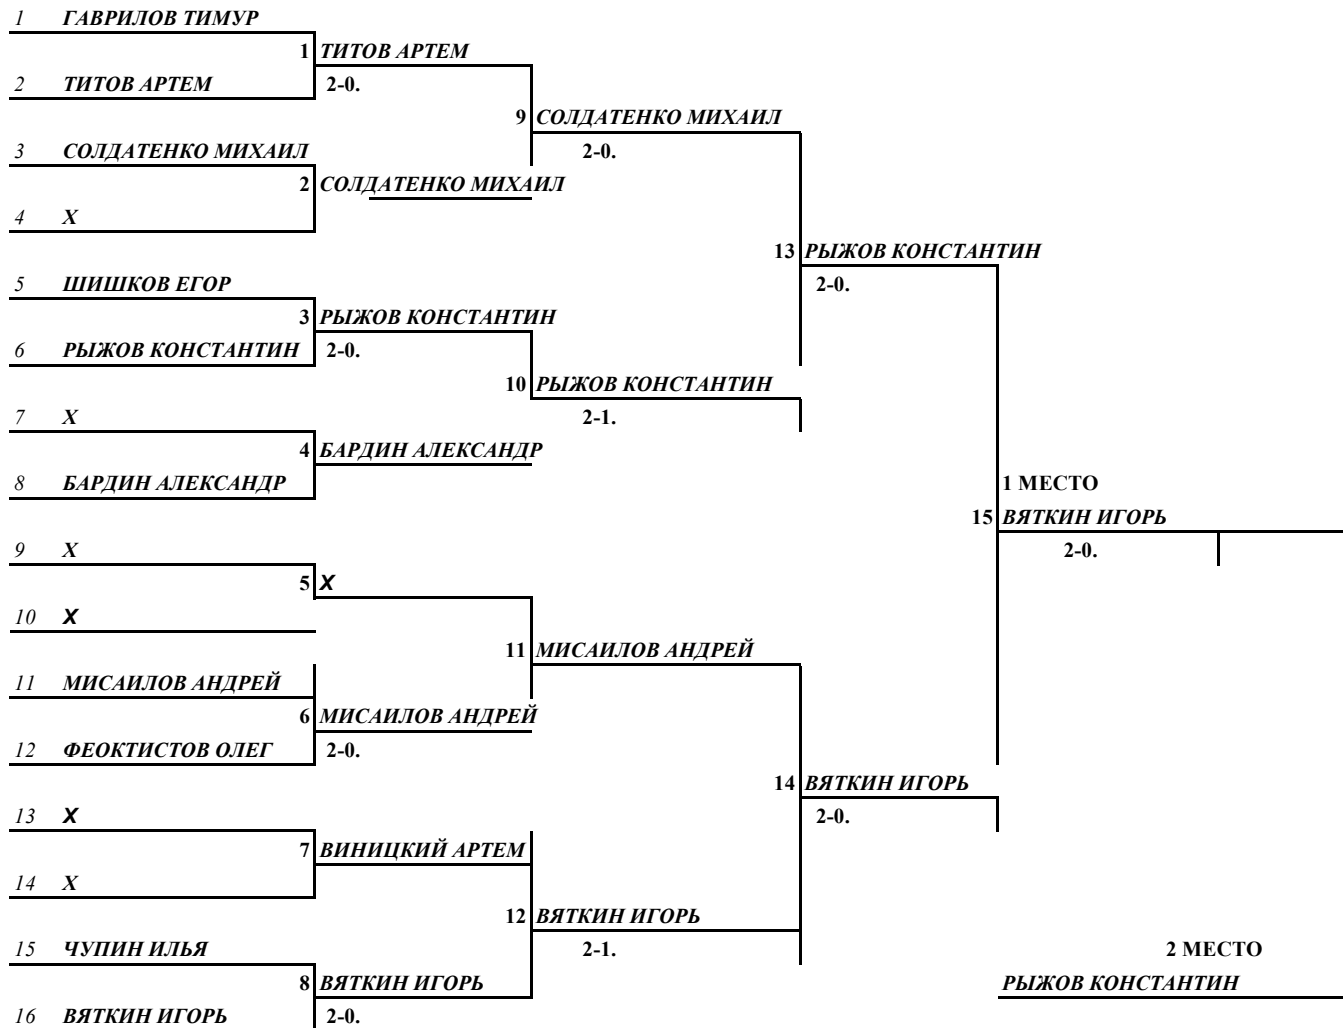 1 ГАВРИЛОВ ТИМУР
1 ТИТОВ АРТЕМ
2 ТИТОВ АРТЕМ 2-0.
9 СОЛДАТЕНКО МИХАИЛ
3 СОЛДАТЕНКО МИХАИЛ 2-0.
2 СОЛДАТЕНКО МИХАИЛ
4 X
13 РЫЖОВ КОНСТАНТИН
5 ШИШКОВ ЕГОР 2-0.
3 РЫЖОВ КОНСТАНТИН
6 РЫЖОВ КОНСТАНТИН 2-0.
10 РЫЖОВ КОНСТАНТИН
7 X 2-1.
4 БАРДИН АЛЕКСАНДР
8 БАРДИН АЛЕКСАНДР 1 МЕСТО
15 ВЯТКИН ИГОРЬ
9 X 2-0.
5 X
10 X
11 МИСАИЛОВ АНДРЕЙ
11 МИСАИЛОВ АНДРЕЙ
6 МИСАИЛОВ АНДРЕЙ
12 ФЕОКТИСТОВ ОЛЕГ 2-0.
14 ВЯТКИН ИГОРЬ
13 X 2-0.
7 ВИНИЦКИЙ АРТЕМ
14 X
12 ВЯТКИН ИГОРЬ
15 ЧУПИН ИЛЬЯ 2-1. 2 МЕСТО
8 ВЯТКИН ИГОРЬ РЫЖОВ КОНСТАНТИН
16 ВЯТКИН ИГОРЬ 2-0.